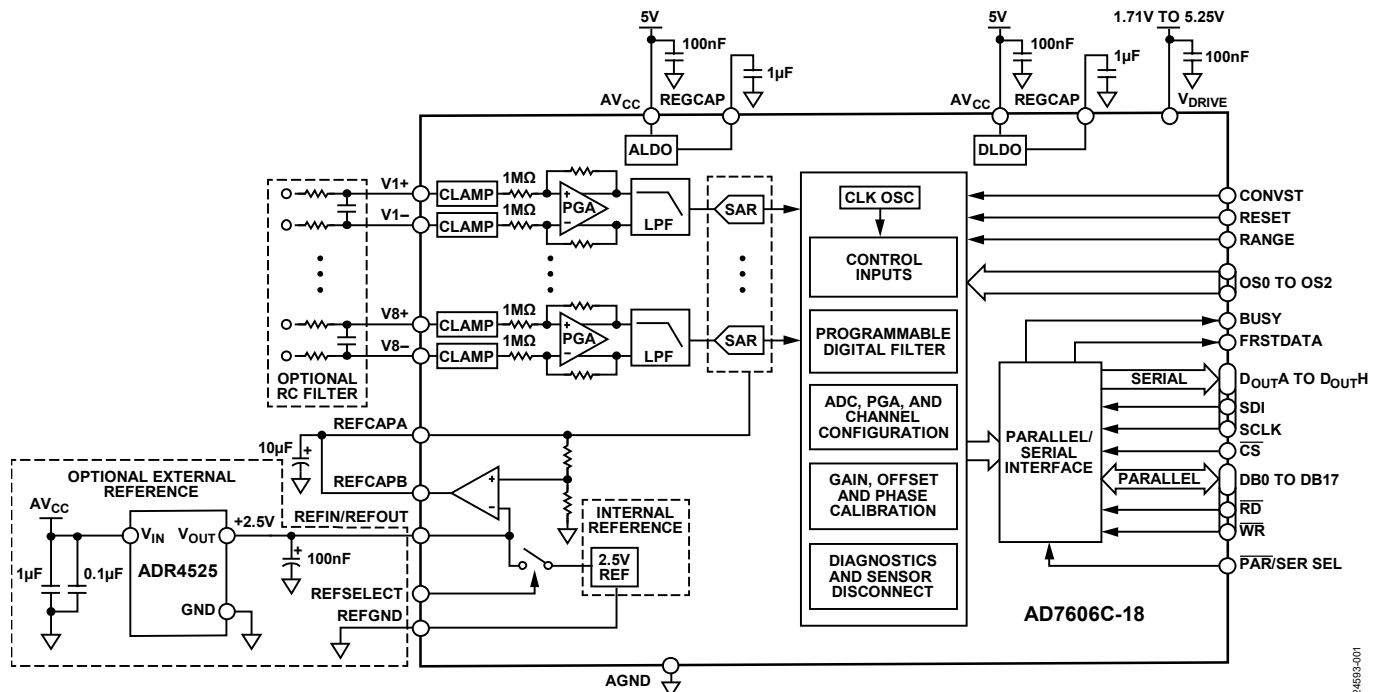 5V
100nF
1µF
AVCC
REGCAP
5V
100nF
1µF
AVCC
REGCAP
1.71V TO 5.25V
100nF
VDRIVE
ALDO
DLDO
V1+
CLAMP
1MΩ
V1–
CLAMP
1MΩ
+
–
PGA
LPF
SAR
V8+
CLAMP
1MΩ
V8–
CLAMP
1MΩ
+
–
PGA
LPF
SAR
OPTIONAL
RC FILTER
CLK OSC
CONTROL
INPUTS
PROGRAMMABLE
DIGITAL FILTER
ADC, PGA, AND
CHANNEL
CONFIGURATION
GAIN, OFFSET
AND PHASE
CALIBRATION
DIAGNOSTICS
AND SENSOR
DISCONNECT
CONVST
RESET
RANGE
OS0 TO OS2
BUSY
FRSTDATA
SERIAL
DOUTA TO DOUTH
SDI
SCLK
CS
PARALLEL/
SERIAL
INTERFACE
PARALLEL
DB0 TO DB17
RD
WR
PAR/SER SEL
REFCAPA
10µF
+
REFCAPB
+
–
OPTIONAL EXTERNAL
REFERENCE
REFIN/REFOUT
AVCC
VIN
VOUT
+2.5V
ADR4525
GND
1µF
0.1µF
+
100nF
INTERNAL
REFERENCE
2.5V
REF
REFSELECT
REFGND
AD7606C-18
AGND
24593-001